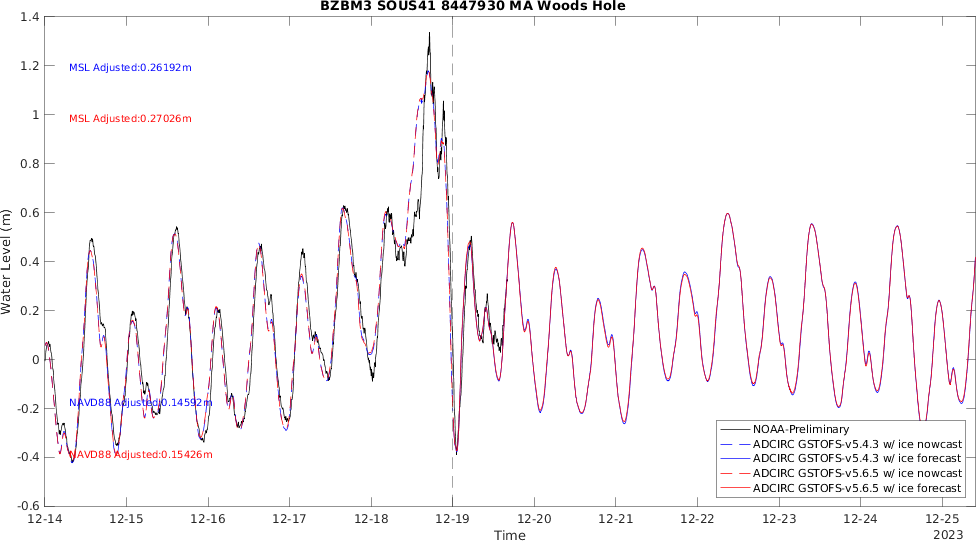 BZBM3 SOUS41 8447930 MA Woods Hole
1.4
1.2
1
0.8
0.6
0.4
0.2
0
-0.2
-0.4
-0.6
Water Level (m)
MSL Adjusted:0.26192m
MSL Adjusted:0.27026m
NAVD88 Adjusted:0.14592m
NAVD88 Adjusted:0.15426m
NOAA-Preliminary
ADCIRC GSTOFS-v5.4.3 w/ ice nowcast
ADCIRC GSTOFS-v5.4.3 w/ ice forecast
ADCIRC GSTOFS-v5.6.5 w/ ice nowcast
ADCIRC GSTOFS-v5.6.5 w/ ice forecast
12-14 12-15 12-16 12-17 12-18 12-19 12-20 12-21 12-22 12-23 12-24 12-25
Time
2023